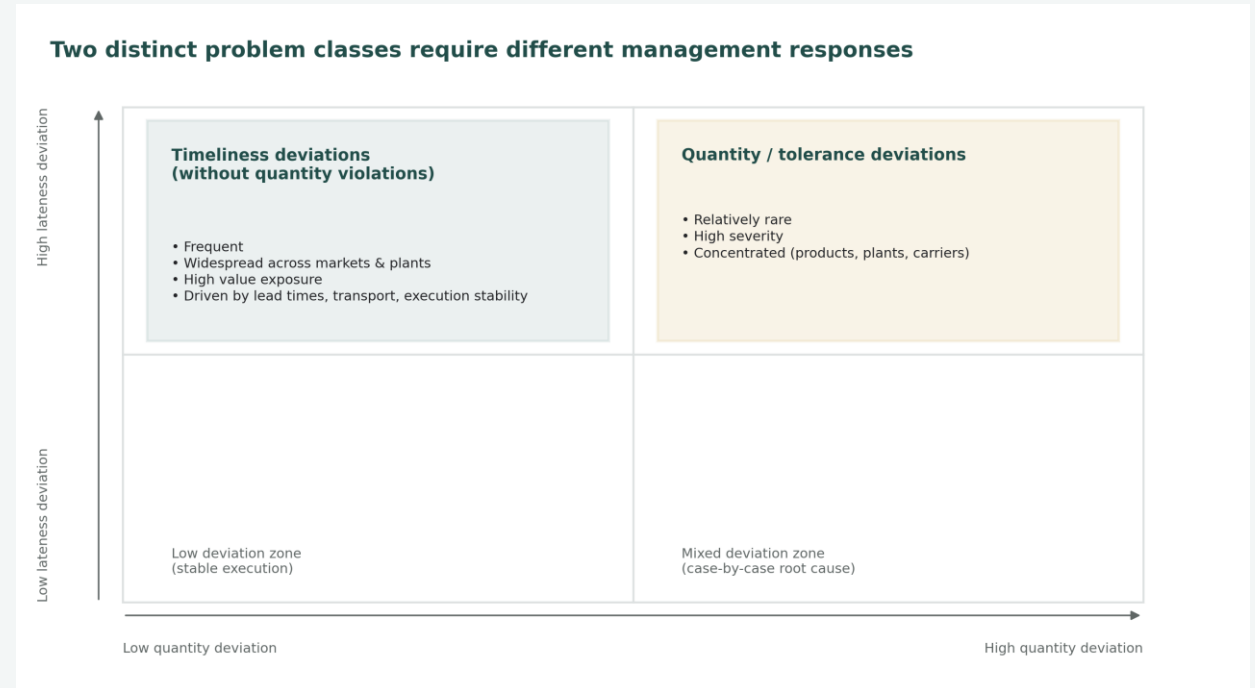 Two distinct problem classes require different management responses
High lateness deviation
Low lateness deviation
Timeliness deviations
(without quantity violations)
• Frequent
• Widespread across markets & plants
• High value exposure
• Driven by lead times, transport, execution stability
Quantity / tolerance deviations
• Relatively rare
• High severity
• Concentrated (products, plants, carriers)
Low deviation zone
(stable execution)
Mixed deviation zone
(case-by-case root cause)
Low quantity deviation
High quantity deviation